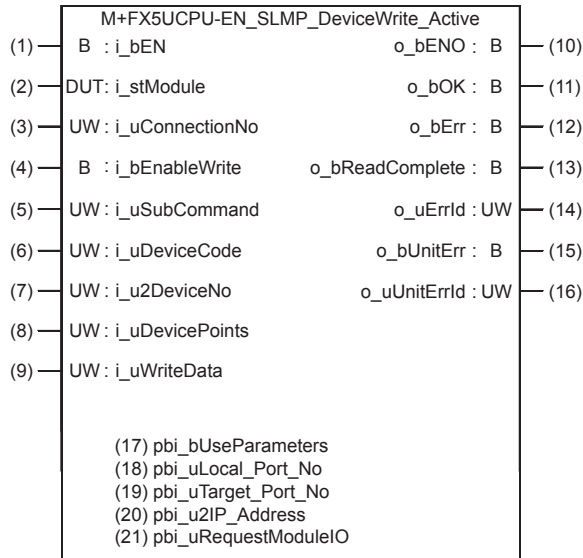 M+FX5UCPU-EN_SLMP_DeviceWrite_Active
(1) B : i_bEN o_bENO : B (10)
(2) DUT: i_stModule o_bOK : B (11)
(3) UW : i_uConnectionNo o_bErr : B (12)
(4) B : i_bEnableWrite o_bReadComplete : B (13)
(5) UW : i_uSubCommand o_uErrId : UW (14)
(6) UW : i_uDeviceCode o_bUnitErr : B (15)
(7) UW : i_u2DeviceNo o_uUnitErrId : UW (16)
(8) UW : i_uDevicePoints
(9) UW : i_uWriteData
(17) pbi_bUseParameters
(18) pbi_uLocal_Port_No
(19) pbi_uTarget_Port_No
(20) pbi_u2IP_Address
(21) pbi_uRequestModuleIO